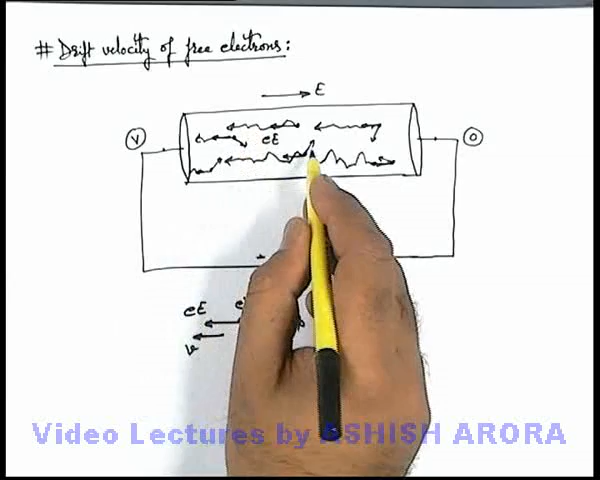 # Drift velocity of free electrons:
E
V
eE
O
eE
v
Video Lectures by ASHISH ARORA